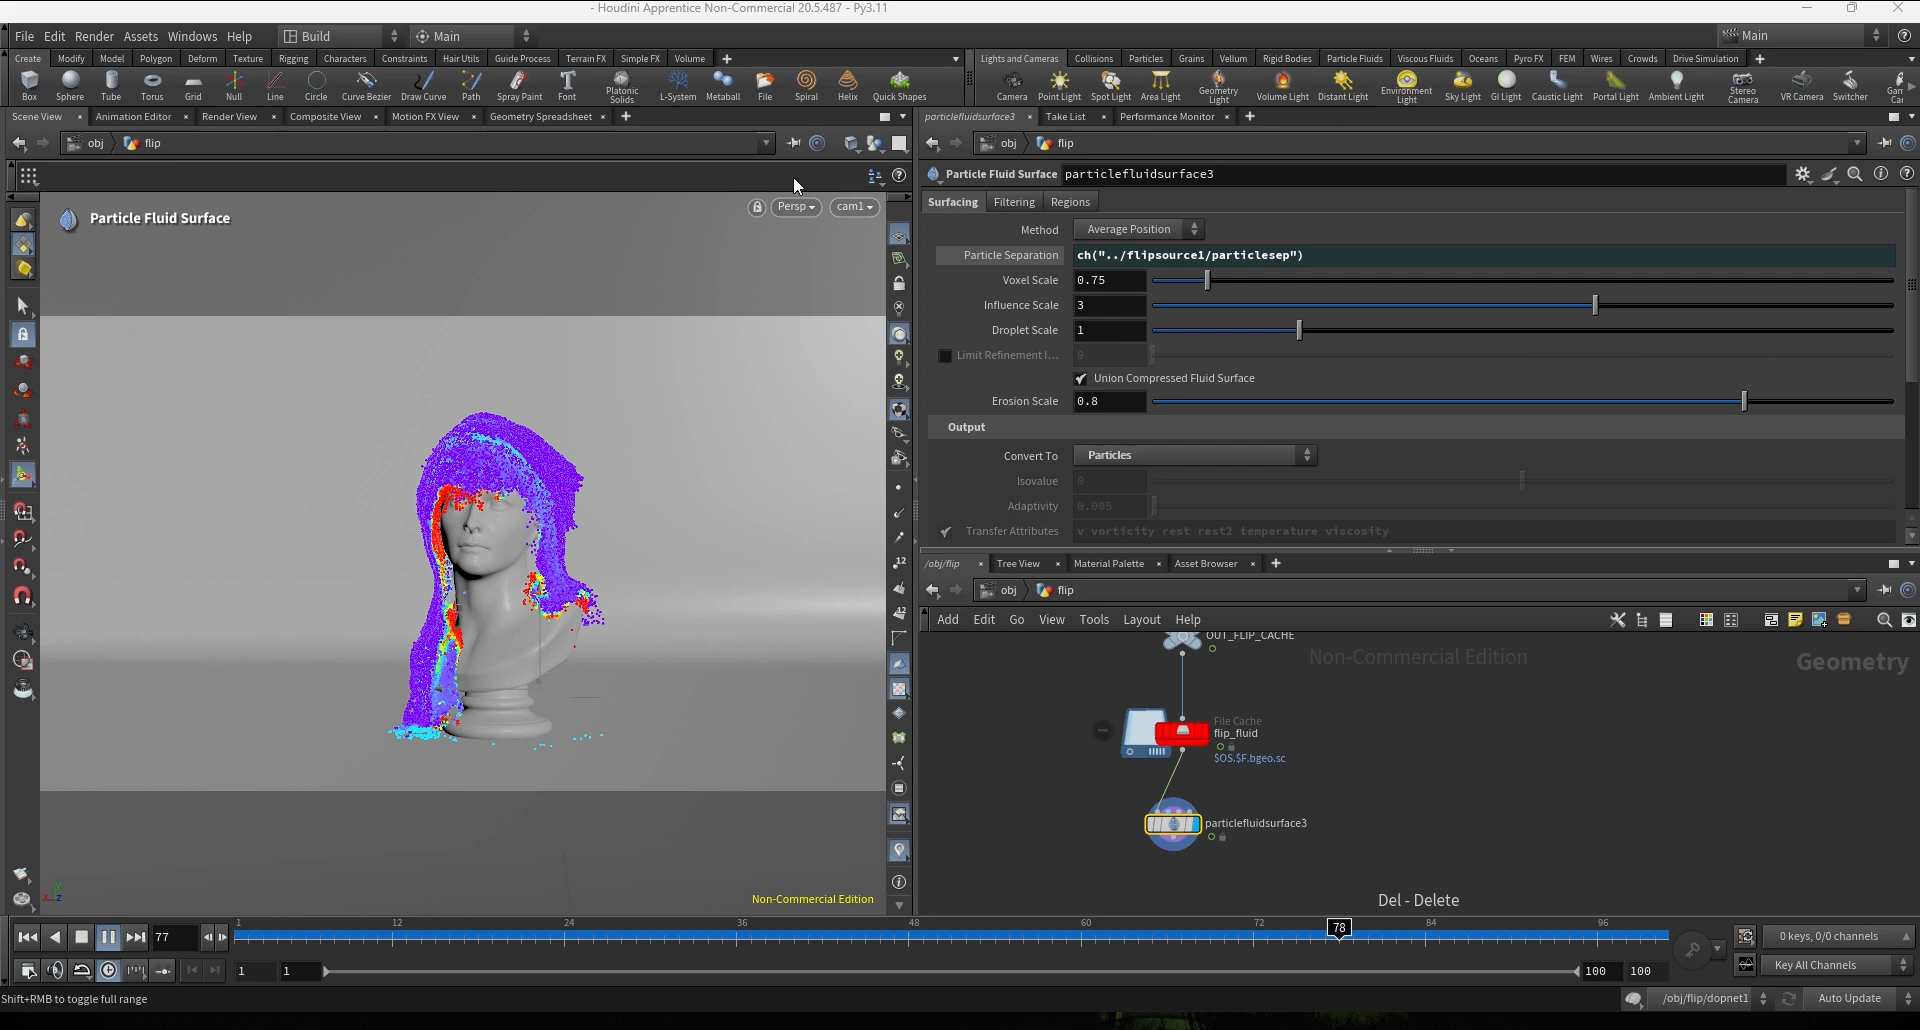 - Houdini Apprentice Non-Commercial 20.5.487 - Py3.11
File Edit Render Assets Windows Help Build Main Main
Create Modify Model Polygon Deform Texture Rigging Characters Constraints Hair Utils Guide Process Terrain FX Simple FX Volume
Lights and Cameras Collisions Particles Grains Vellum Rigid Bodies Particle Fluids Viscous Fluids Oceans Pyro FX FEM Wires Crowds Drive Simulation
Box Sphere Tube Torus Grid Null Line Circle Curve Bezier Draw Curve Path Spray Paint Font Platonic Solids L-System Metaball File Spiral Helix Quick Shapes
Camera Point Light Spot Light Area Light Geometry Light Volume Light Distant Light Environment Light Sky Light GI Light Caustic Light Portal Light Ambient Light Stereo Camera VR Camera Switcher
Scene View Animation Editor Render View Composite View Motion FX View Geometry Spreadsheet
particlefluidsurface3 Take List Performance Monitor
obj flip
obj flip
Particle Fluid Surface particlefluidsurface3
Surfacing Filtering Regions
Particle Fluid Surface
Persp cam1
Method Average Position
Particle Separation ch("../flipsource1/particlesep")
Voxel Scale 0.75
Influence Scale 3
Droplet Scale 1
Limit Refinement I... 0
Union Compressed Fluid Surface
Erosion Scale 0.8
Output
Convert To Particles
Isovalue 0
Adaptivity 0.005
Transfer Attributes v vorticity rest rest2 temperature viscosity
/obj/flip Tree View Material Palette Asset Browser
obj flip
Add Edit Go View Tools Layout Help
OUT_FLIP_CACHE
Non-Commercial Edition
Geometry
File Cache
flip_fluid
$OS.$F.bgeo.sc
particlefluidsurface3
Del - Delete
Non-Commercial Edition
12
12
y
x z
77
1 12 24 36 48 60 72 78 84 96
0 keys, 0/0 channels
1 1 100 100
Key All Channels
Shift+RMB to toggle full range
/obj/flip/dopnet1 Auto Update